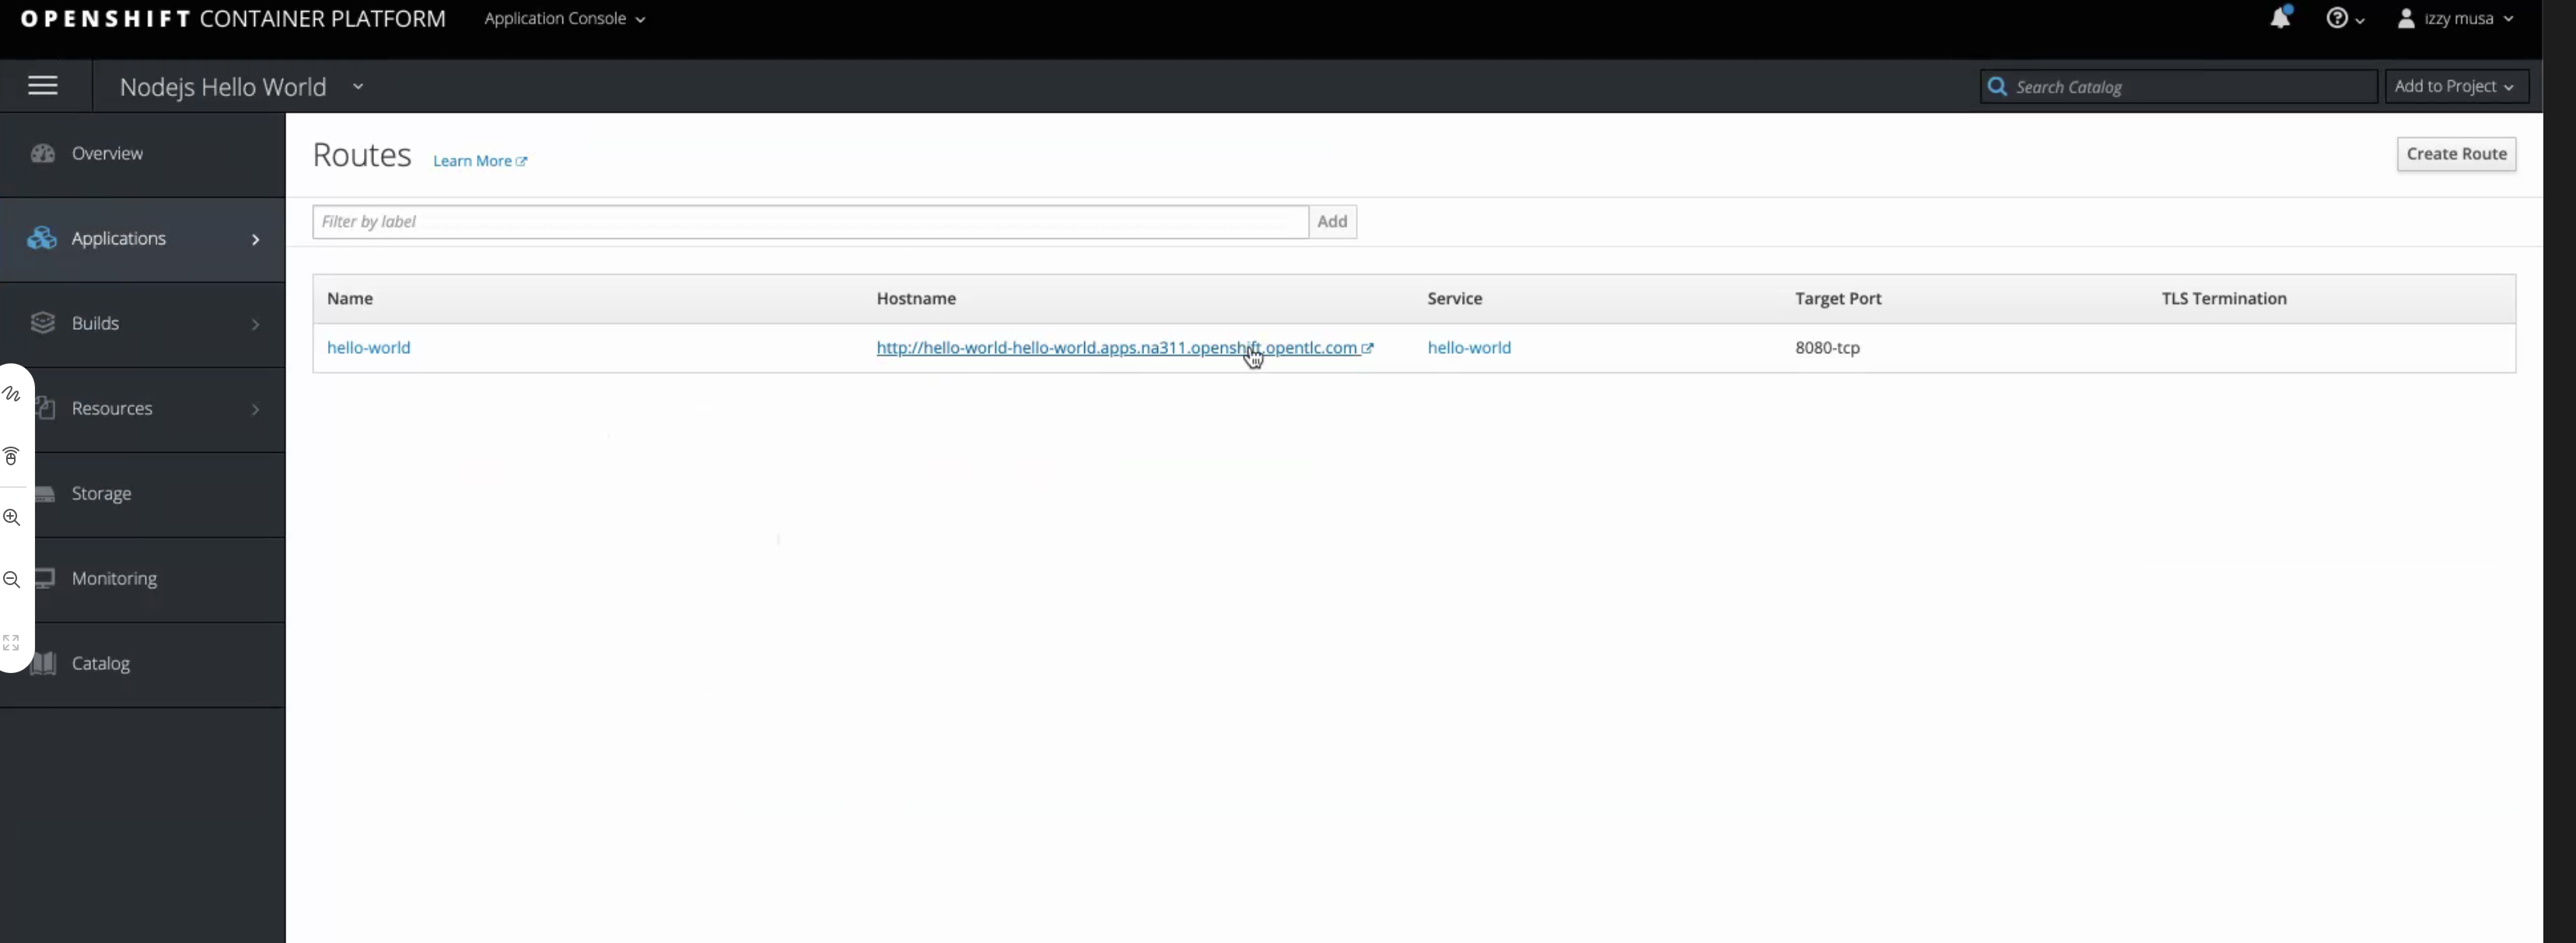 OPENSHIFT CONTAINER PLATFORM Application Console izzy musa
Nodejs Hello World Search Catalog Add to Project
Overview
Applications
Builds
Resources
Storage
Monitoring
Catalog
Routes Learn More Create Route
Filter by label Add
Name Hostname Service Target Port TLS Termination
hello-world http://hello-world-hello-world.apps.na311.openshift.opentlc.com hello-world 8080-tcp